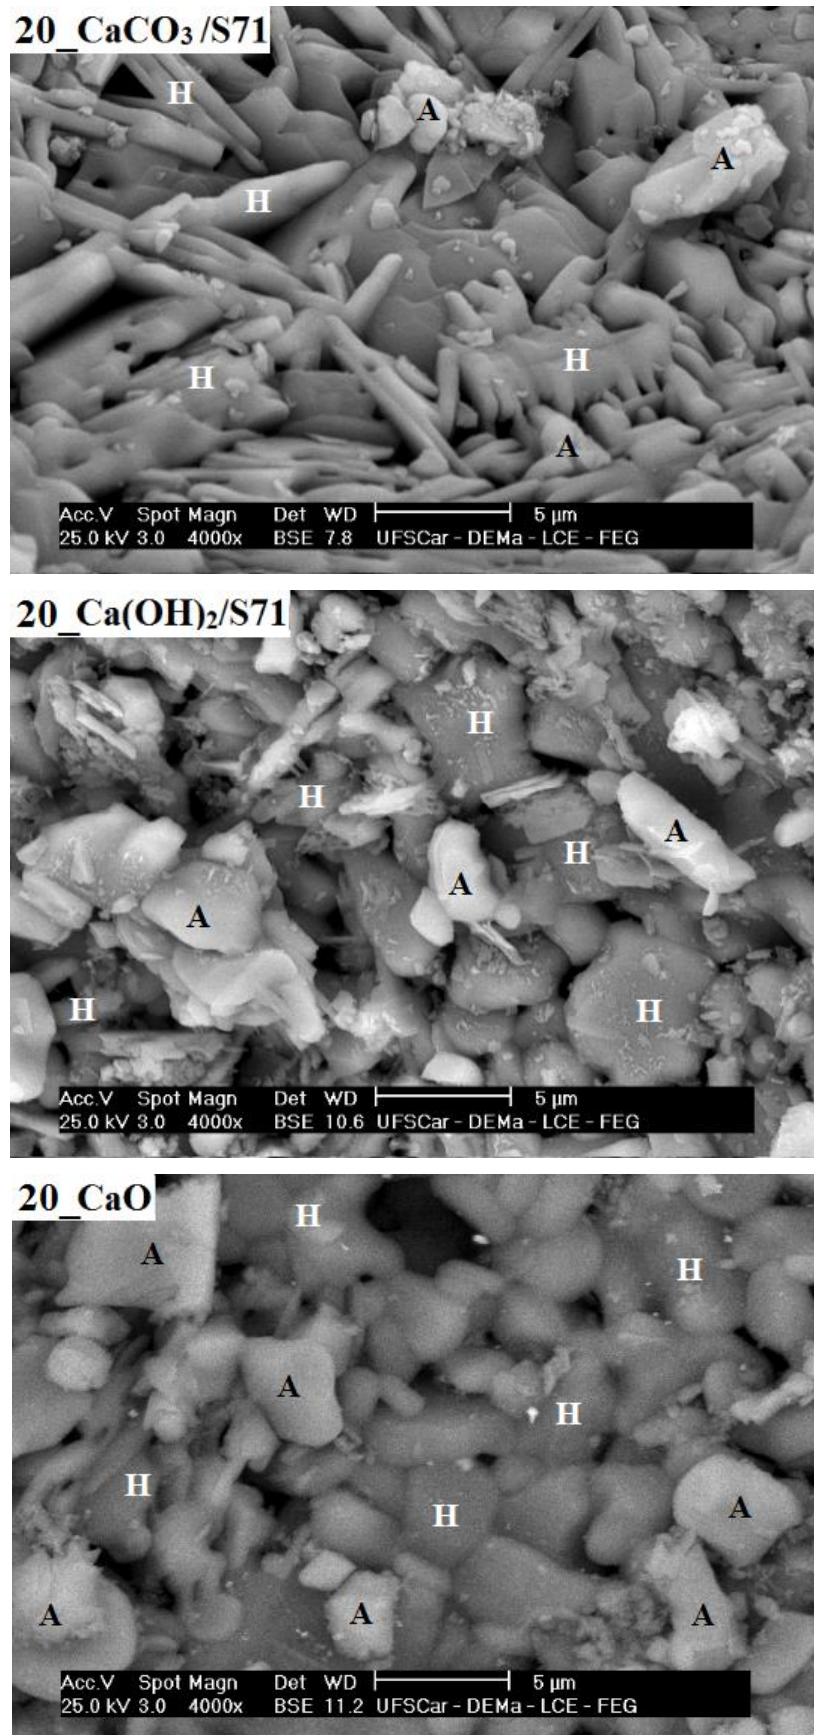 20_CaCO₃ /S71
H
A
A
H
H
H
A
Acc.V Spot Magn Det WD 5 µm
25.0 kV 3.0 4000x BSE 7.8 UFSCar - DEMa - LCE - FEG
20_Ca(OH)₂/S71
H
H
A
H
A
A
H
H
Acc.V Spot Magn Det WD 5 µm
25.0 kV 3.0 4000x BSE 10.6 UFSCar - DEMa - LCE - FEG
20_CaO
H
A
H
A
H
H
H
A
A
A
A
Acc.V Spot Magn Det WD 5 µm
25.0 kV 3.0 4000x BSE 11.2 UFSCar - DEMa - LCE - FEG